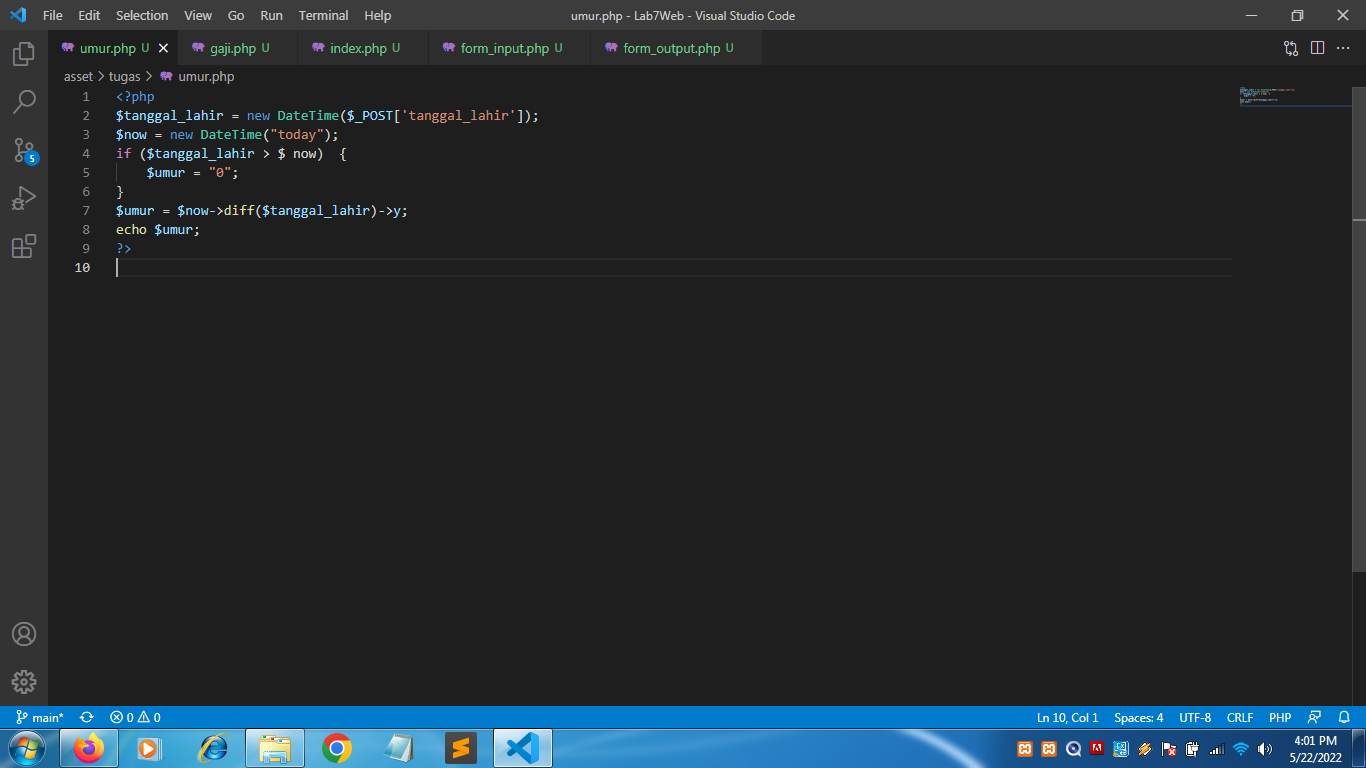 File Edit Selection View Go Run Terminal Help
umur.php - Lab7Web - Visual Studio Code
umur.php U
gaji.php U
index.php U
form_input.php U
form_output.php U
asset > tugas > umur.php
1 <?php
2 $tanggal_lahir = new DateTime($_POST['tanggal_lahir']);
3 $now = new DateTime("today");
4 if ($tanggal_lahir > $ now)  {
5     $umur = "0";
6 }
7 $umur = $now->diff($tanggal_lahir)->y;
8 echo $umur;
9 ?>
10
5
main* 0 0
Ln 10, Col 1 Spaces: 4 UTF-8 CRLF PHP
4:01 PM
5/22/2022